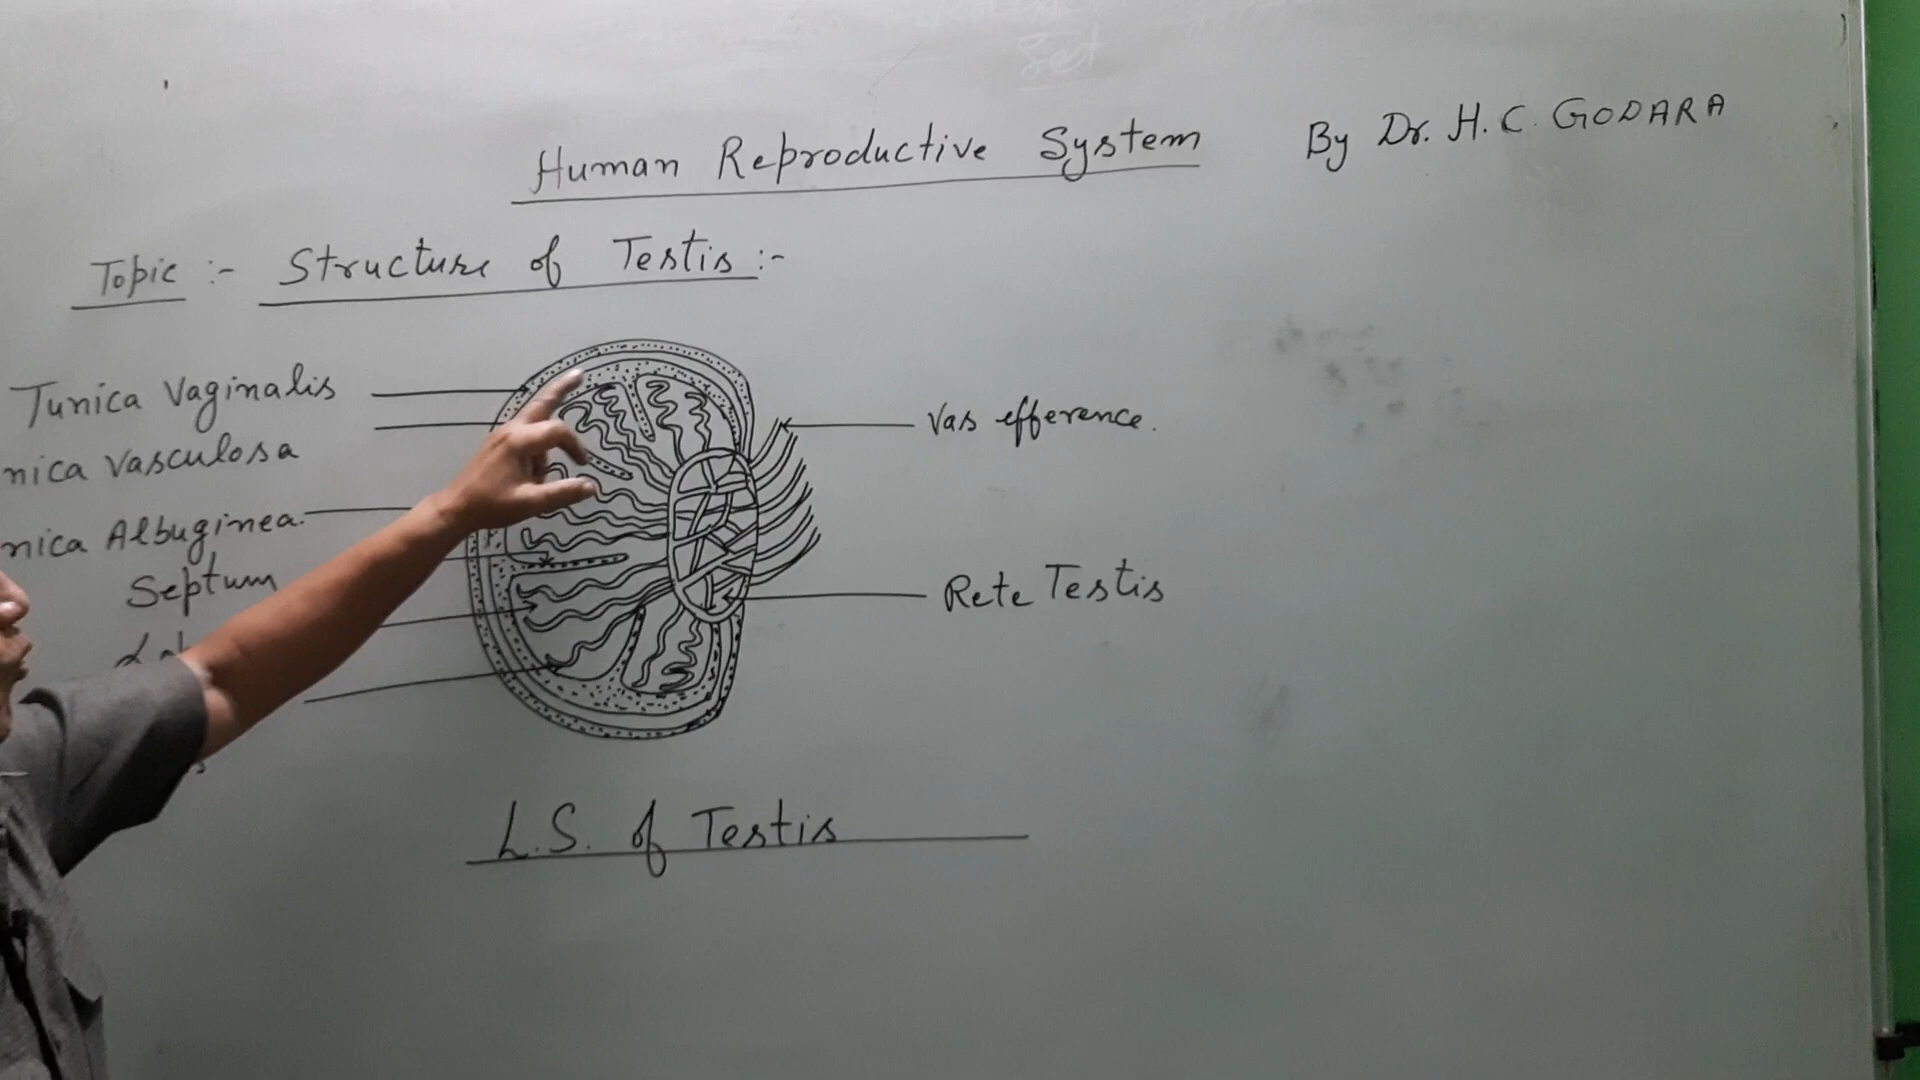 Human Reproductive System By Dr. H. C. GODARA
Topic :- Structure of Testis :-
Tunica Vaginalis
nica Vasculosa
nica Albuginea.
Septum
Vas efference.
Rete Testis
L.S. of Testis